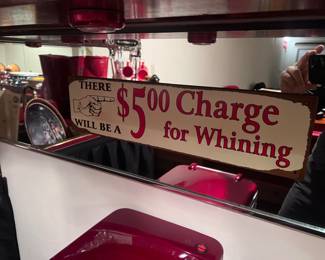 THERE
WILL BE A
$5.00 Charge
for Whining